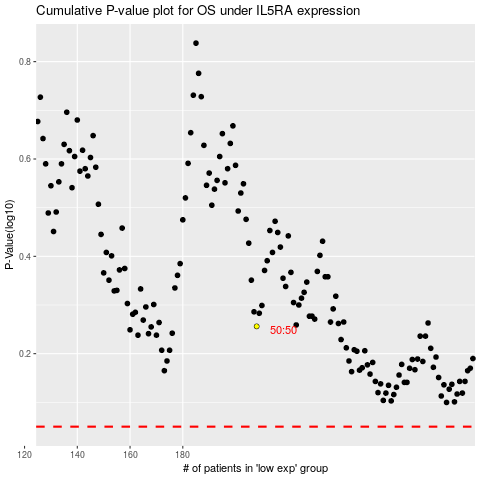 Cumulative P-value plot for OS under IL5RA expression
P-Value(log10)
0.8
0.6
0.4
0.2
50:50
120 140 160 180
# of patients in 'low exp' group